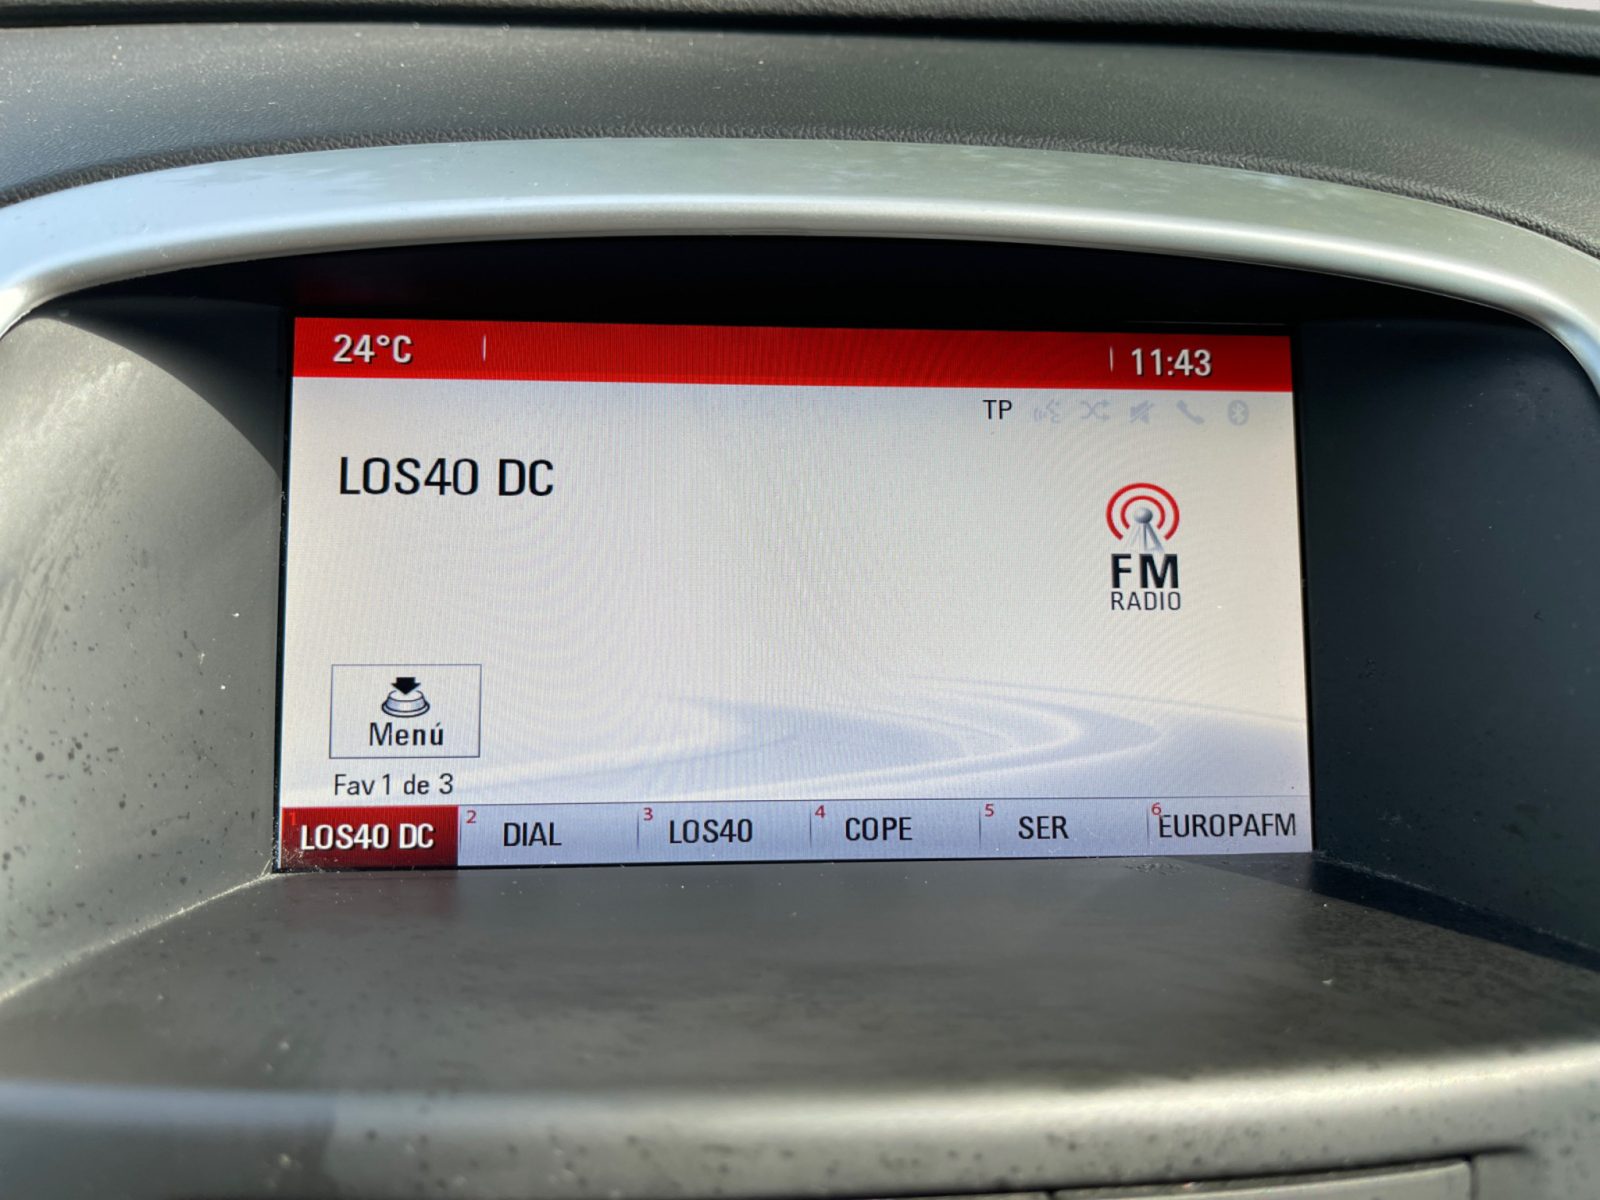 24°C 11:43
TP
LOS40 DC
FM
RADIO
Menú
Fav 1 de 3
1 LOS40 DC 2 DIAL 3 LOS40 4 COPE 5 SER 6 EUROPAFM